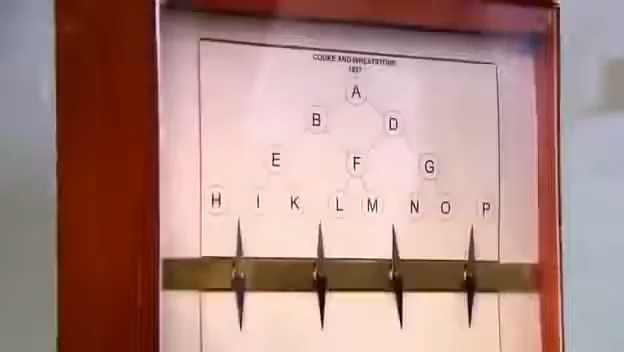 COOKE AND WHEATSTONE
1837
A
B D
E F G
H I K L M N O P